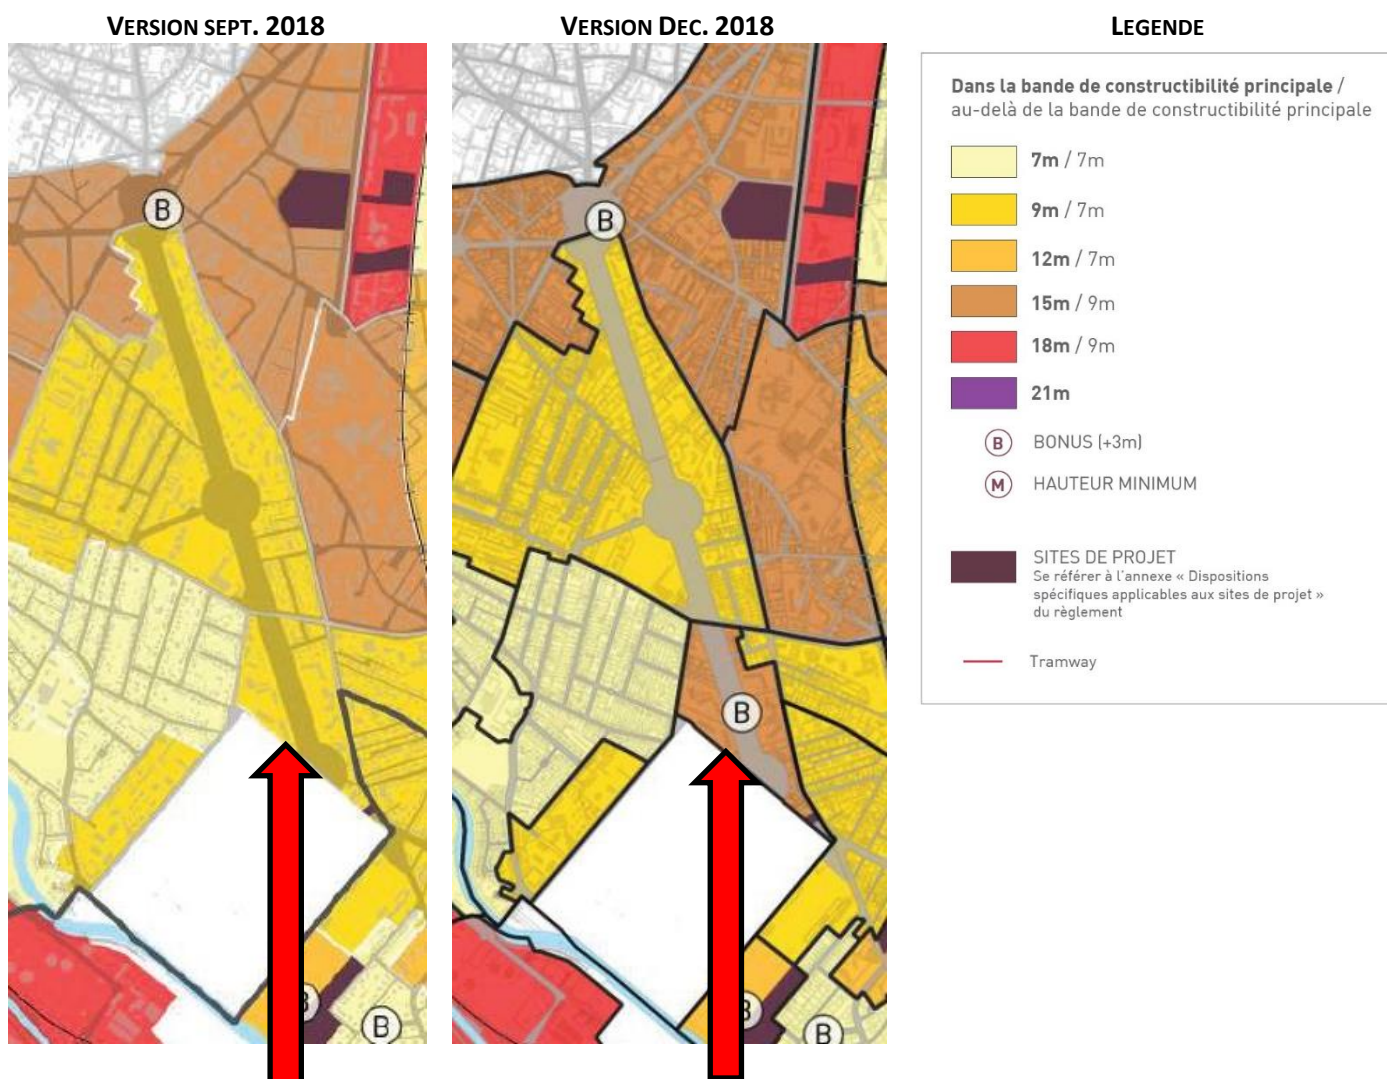 VERSION SEPT. 2018
VERSION DEC. 2018
LEGENDE
B
B
B
B
B
B
B
Dans la bande de constructibilité principale /
au-delà de la bande de constructibilité principale
7m / 7m
9m / 7m
12m / 7m
15m / 9m
18m / 9m
21m
B BONUS (+3m)
M HAUTEUR MINIMUM
SITES DE PROJET
Se référer à l'annexe « Dispositions
spécifiques applicables aux sites de projet »
du règlement
Tramway